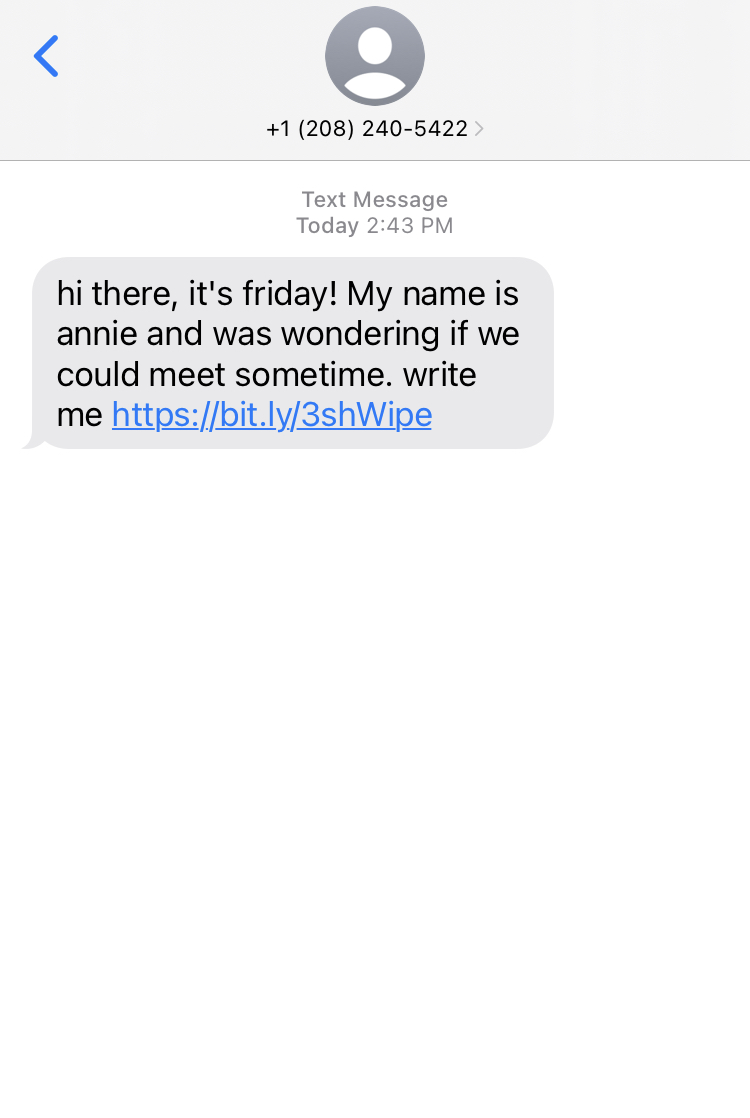 +1 (208) 240-5422
Text Message
Today 2:43 PM
hi there, it's friday! My name is
annie and was wondering if we
could meet sometime. write
me https://bit.ly/3shWipe